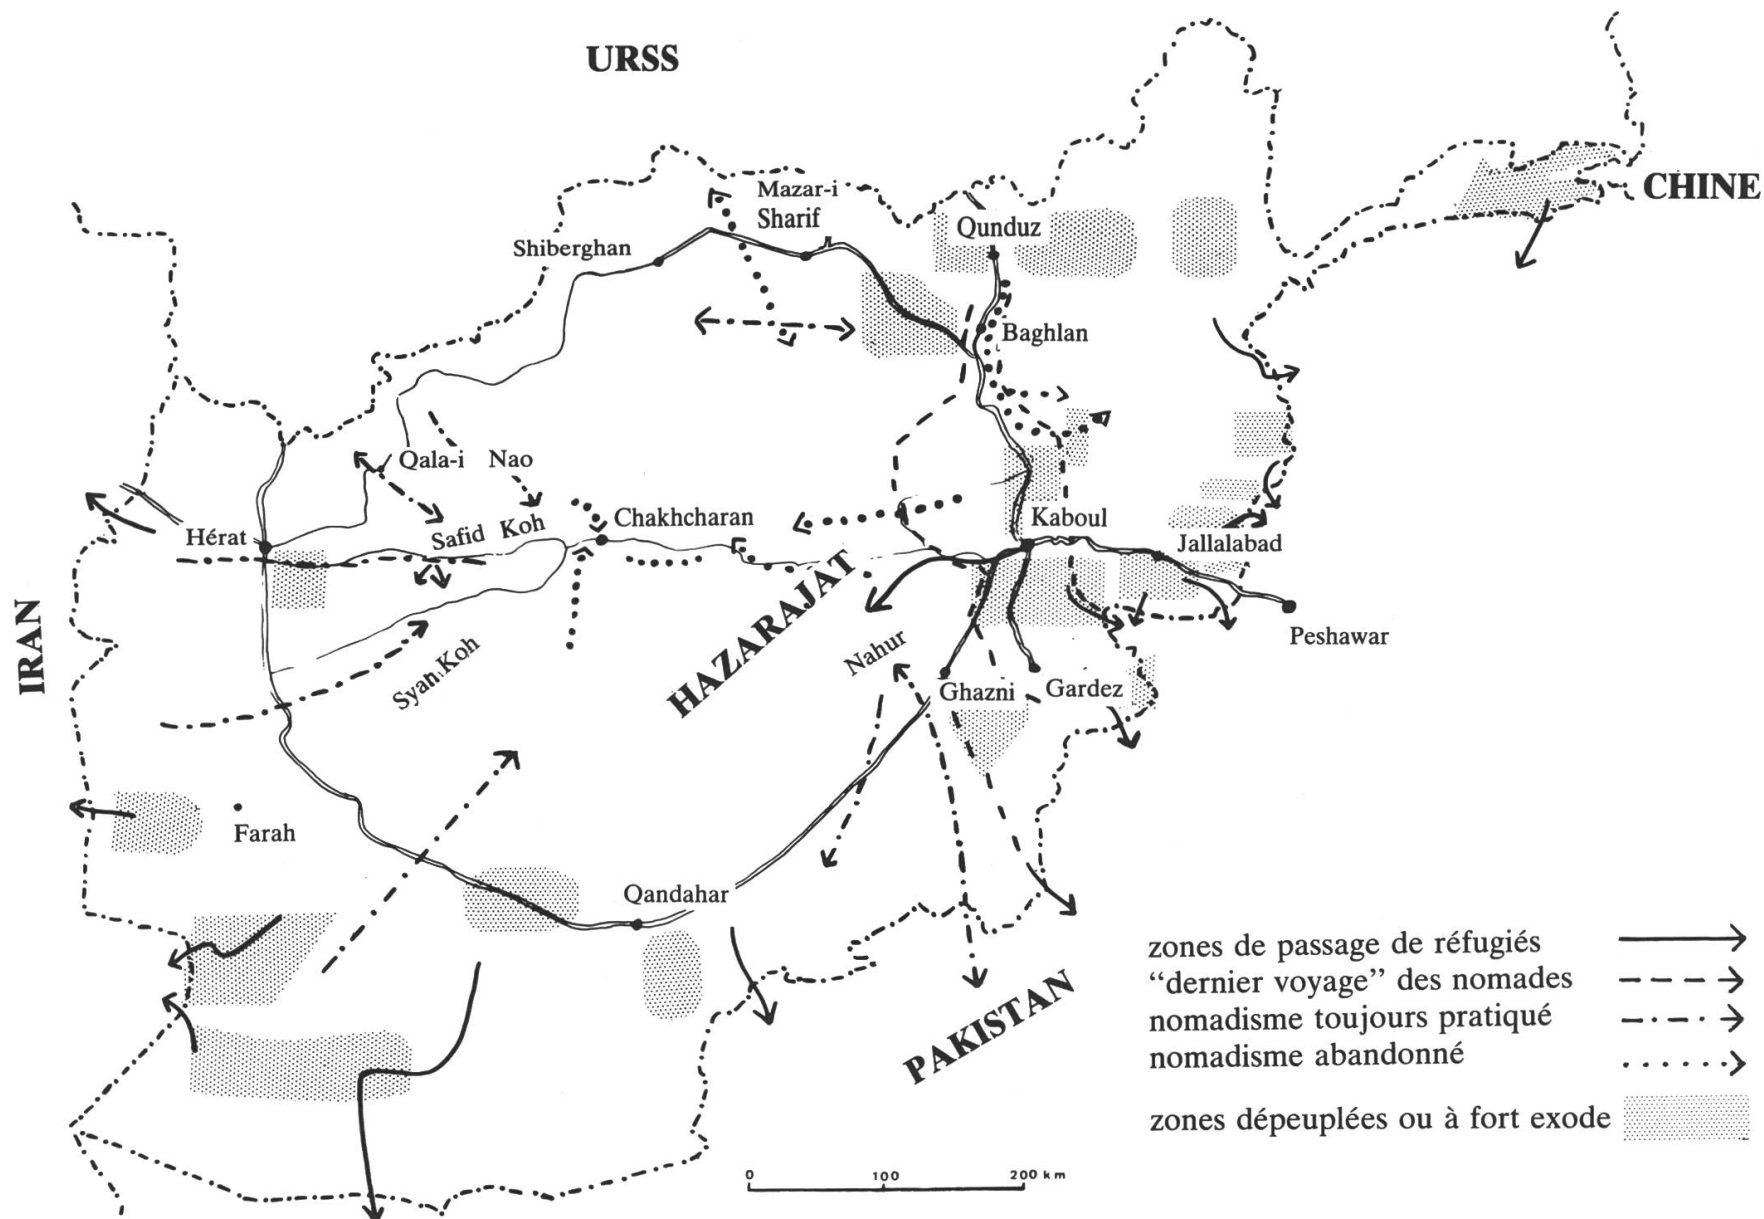 URSS
CHINE
Mazar-i
Sharif
Qunduz
Shiberghan
Baghlan
Qala-i Nao
Safid Koh
Chakhcharan
Kaboul
Hérat
Jallalabad
HAZARAJAT
IRAN
Peshawar
Nahur
Syah Koh
Ghazni
Gardez
Farah
Qandahar
PAKISTAN
zones de passage de réfugiés
“dernier voyage” des nomades
nomadisme toujours pratiqué
nomadisme abandonné
zones dépeuplées ou à fort exode
0 100 200 km